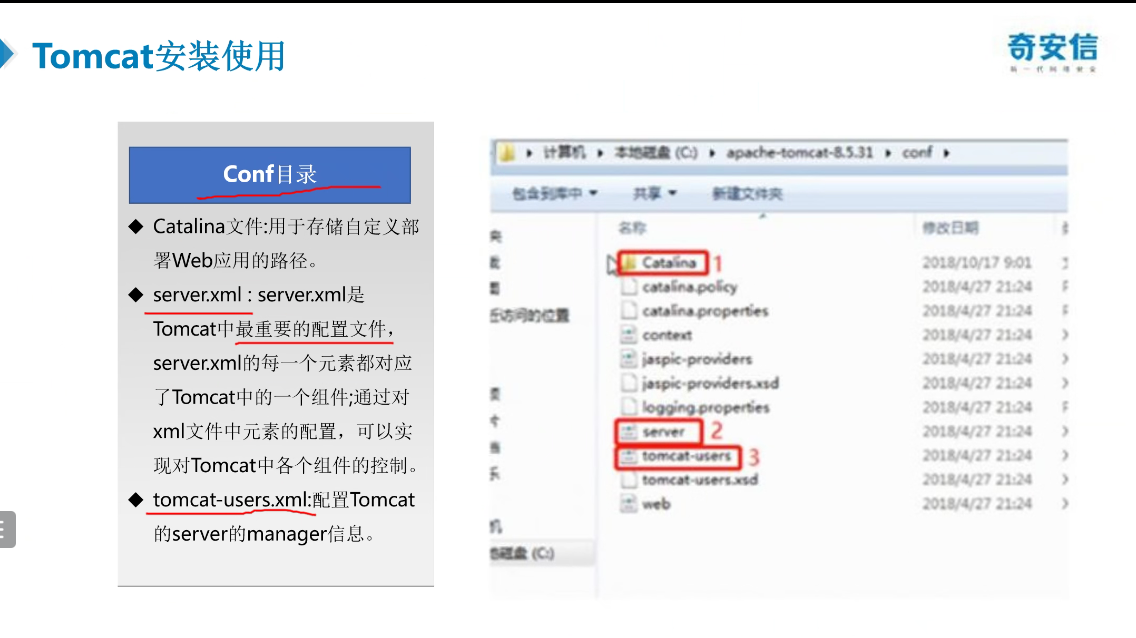 Tomcat安装使用
奇安信
新一代网络安全
Conf目录
Catalina文件:用于存储自定义部
署Web应用的路径。
server.xml : server.xml是
Tomcat中最重要的配置文件，
server.xml的每一个元素都对应
了Tomcat中的一个组件;通过对
xml文件中元素的配置，可以实
现对Tomcat中各个组件的控制。
tomcat-users.xml:配置Tomcat
的server的manager信息。
计算机 本地磁盘 (C:) apache-tomcat-8.5.31 conf
包含到库中 共享 新建文件夹
名称 修改日期
Catalina 1 2018/10/17 9:01
catalina.policy 2018/4/27 21:24
catalina.properties 2018/4/27 21:24
近访问的位置
context 2018/4/27 21:24
jaspic-providers 2018/4/27 21:24
jaspic-providers.xsd 2018/4/27 21:24
logging.properties 2018/4/27 21:24
server 2 2018/4/27 21:24
tomcat-users 3 2018/4/27 21:24
tomcat-users.xsd 2018/4/27 21:24
web 2018/4/27 21:24
机
地磁盘 (C:)